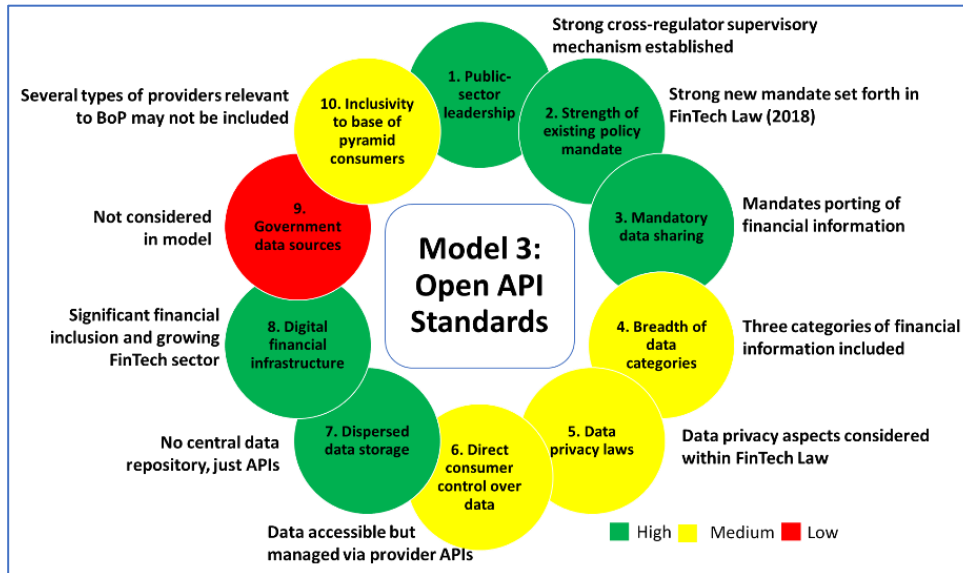 Strong cross-regulator supervisory
mechanism established
1. Public-
sector
leadership
Several types of providers relevant
to BoP may not be included
10. Inclusivity
to base of
pyramid
consumers
2. Strength of
existing policy
mandate
Strong new mandate set forth in
FinTech Law (2018)
Not considered
in model
9.
Government
data sources
3. Mandatory
data sharing
Mandates porting of
financial information
Model 3:
Open API
Standards
Significant financial
inclusion and growing
FinTech sector
8. Digital
financial
infrastructure
4. Breadth of
data
categories
Three categories of financial
information included
No central data
repository, just APIs
7. Dispersed
data storage
6. Direct
consumer
control over
data
5. Data
privacy laws
Data privacy aspects considered
within FinTech Law
Data accessible but
managed via provider APIs
High
Medium
Low